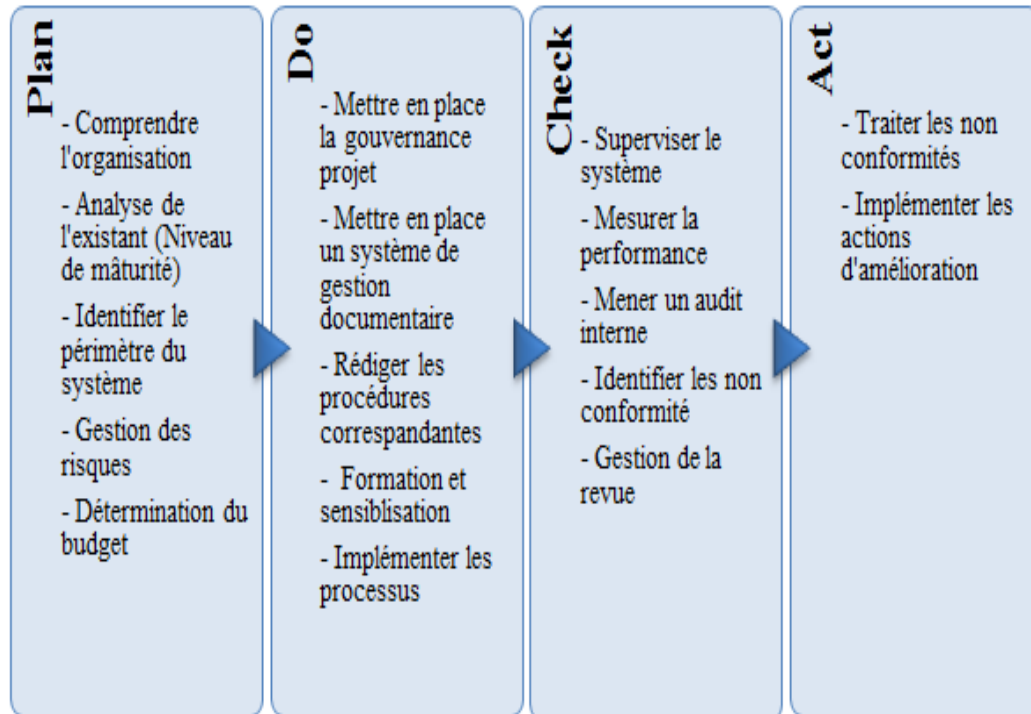 Plan
- Comprendre
l'organisation
- Analyse de
l'existant (Niveau
de mâturité)
- Identifier le
périmètre du
système
- Gestion des
risques
- Détermination du
budget
Do
- Mettre en place
la gouvernance
projet
- Mettre en place
un système de
gestion
documentaire
- Rédiger les
procédures
correspandantes
- Formation et
sensiblisation
- Implémenter les
processus
Check
- Superviser le
système
- Mesurer la
performance
- Mener un audit
interne
- Identifier les non
conformité
- Gestion de la
revue
Act
- Traiter les non
conformités
- Implémenter les
actions
d'amélioration